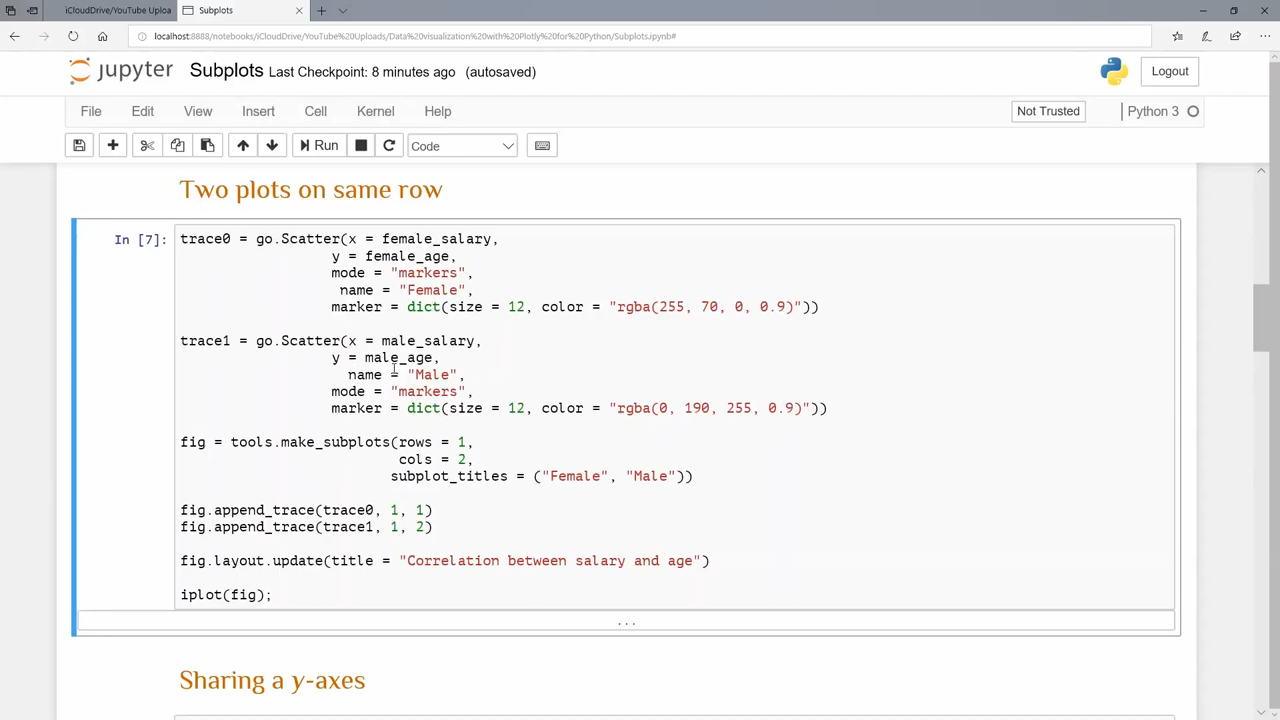 iCloudDrive/YouTube Uploa
Subplots
localhost:8888/notebooks/iCloudDrive/YouTube%20Uploads/Data%20visualization%20with%20Plotly%20for%20Python/Subplots.ipynb#
jupyter Subplots Last Checkpoint: 8 minutes ago (autosaved)
Logout
File Edit View Insert Cell Kernel Help
Not Trusted
Python 3
Run
Code
Two plots on same row
In [7]:
trace0 = go.Scatter(x = female_salary,
y = female_age,
mode = "markers",
name = "Female",
marker = dict(size = 12, color = "rgba(255, 70, 0, 0.9)"))
trace1 = go.Scatter(x = male_salary,
y = male_age,
name = "Male",
mode = "markers",
marker = dict(size = 12, color = "rgba(0, 190, 255, 0.9)"))
fig = tools.make_subplots(rows = 1,
cols = 2,
subplot_titles = ("Female", "Male"))
fig.append_trace(trace0, 1, 1)
fig.append_trace(trace1, 1, 2)
fig.layout.update(title = "Correlation between salary and age")
iplot(fig);
...
Sharing a y-axes